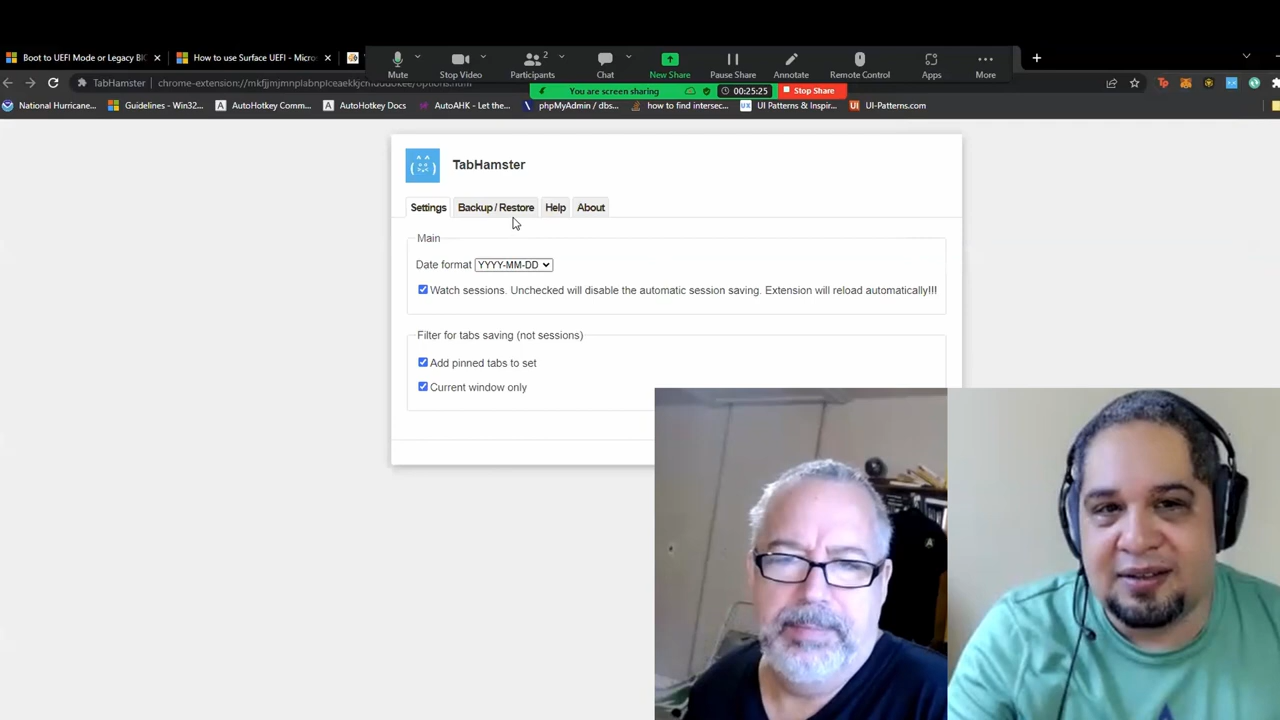 Boot to UEFI Mode or Legacy BI
How to use Surface UEFI - Micros
2
Mute
Stop Video
Participants
Chat
New Share
Pause Share
Annotate
Remote Control
Apps
More
TabHamster
You are screen sharing
00:25:25
Stop Share
National Hurricane...
Guidelines - Win32...
AutoHotkey Comm...
AutoHotkey Docs
AutoAHK - Let the...
phpMyAdmin / dbs...
how to find intersec...
UX
UI Patterns & Inspir...
UI
UI-Patterns.com
TabHamster
Settings
Backup / Restore
Help
About
Main
Date format YYYY-MM-DD
Watch sessions. Unchecked will disable the automatic session saving. Extension will reload automatically!!!
Filter for tabs saving (not sessions)
Add pinned tabs to set
Current window only